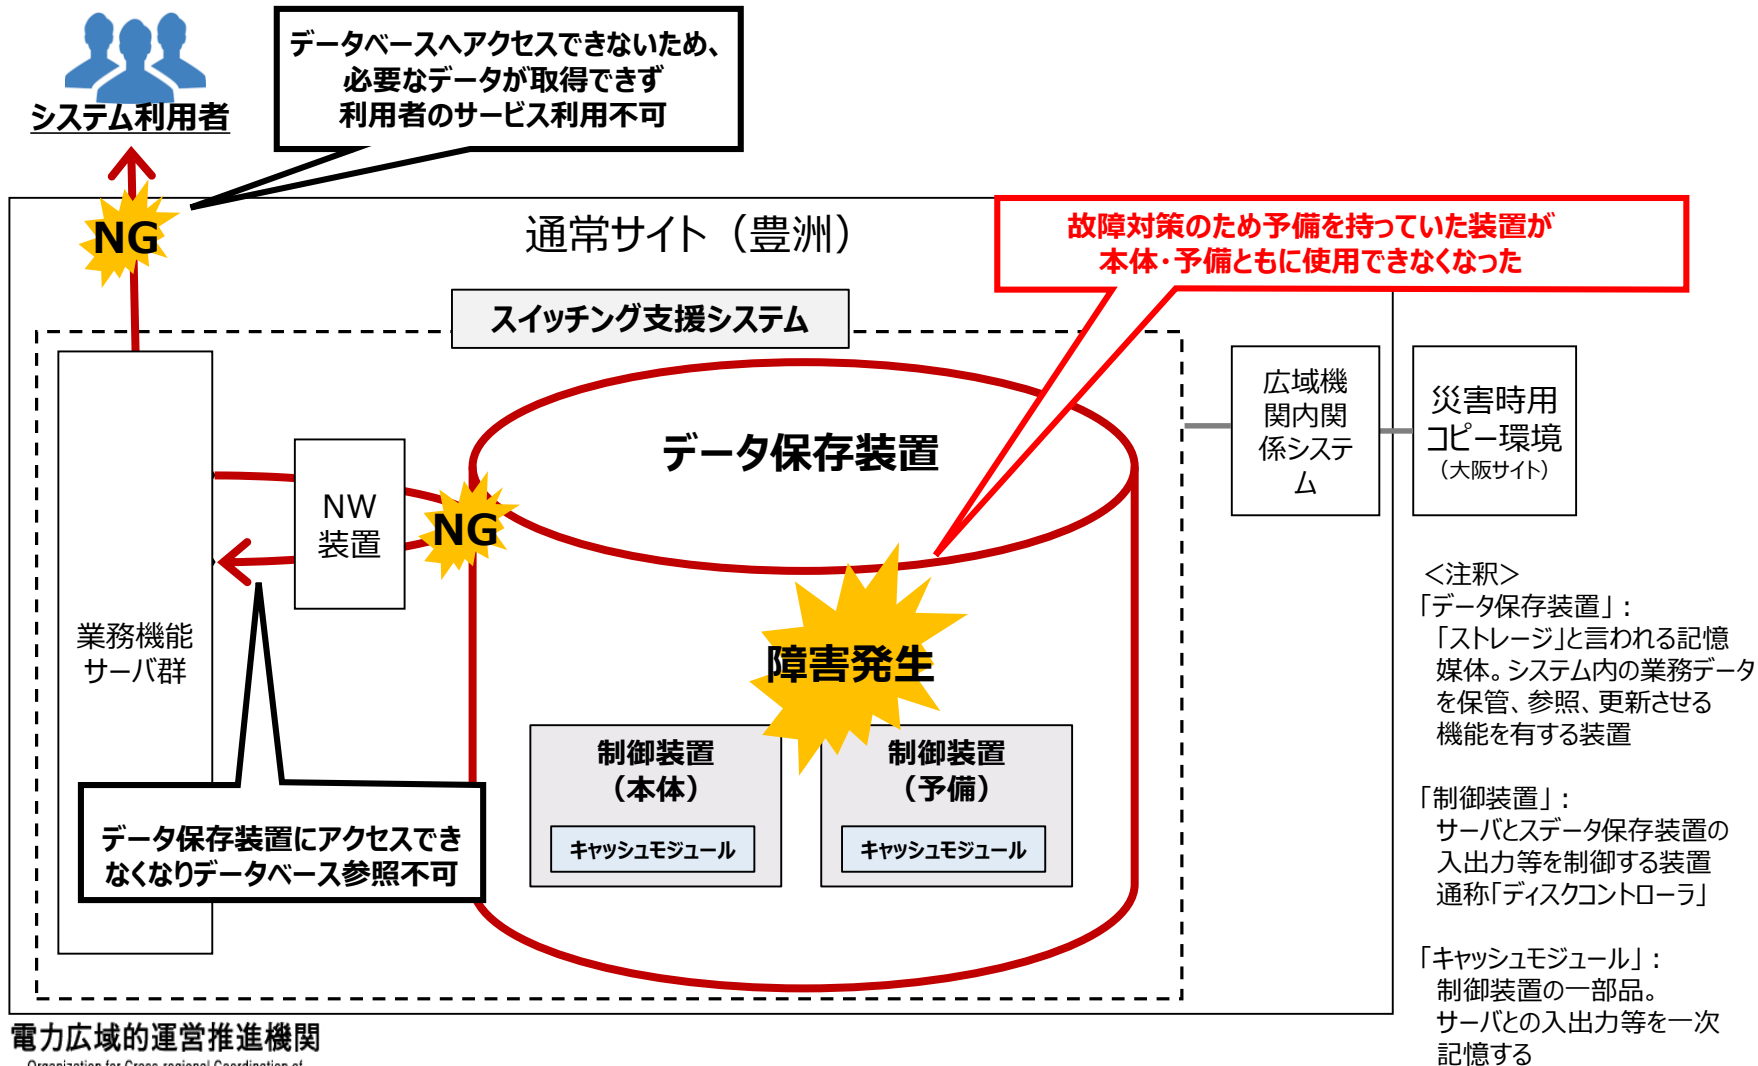 システム利用者
データベースへアクセスできないため、
必要なデータが取得できず
利用者のサービス利用不可
NG
通常サイト（豊洲）
故障対策のため予備を持っていた装置が
本体・予備ともに使用できなくなった
スイッチング支援システム
業務機能
サーバ群
NW
装置
NG
データ保存装置
障害発生
制御装置
（本体）
キャッシュモジュール
制御装置
（予備）
キャッシュモジュール
データ保存装置にアクセスでき
なくなりデータベース参照不可
広域機
関内関
係システ
ム
災害時用
コピー環境
（大阪サイト）
＜注釈＞
「データ保存装置」：
「ストレージ」と言われる記憶
媒体。システム内の業務データ
を保管、参照、更新させる
機能を有する装置
「制御装置」：
サーバとスデータ保存装置の
入出力等を制御する装置
通称「ディスクコントローラ」
「キャッシュモジュール」：
制御装置の一部品。
サーバとの入出力等を一次
記憶する
電力広域的運営推進機関
Organization for Cross-regional Coordination of